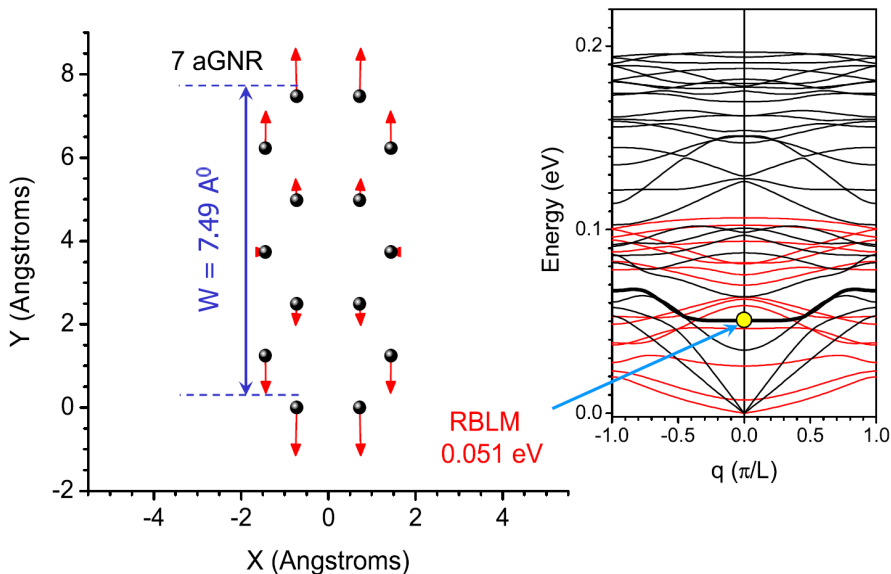 7 aGNR
8
6
4
2
0
-2
Y (Angstroms)
W = 7.49 A⁰
-4
-2
0
2
4
X (Angstroms)
RBLM
0.051 eV
0.2
0.1
0.0
Energy (eV)
-1.0
-0.5
0.0
0.5
1.0
q (π/L)